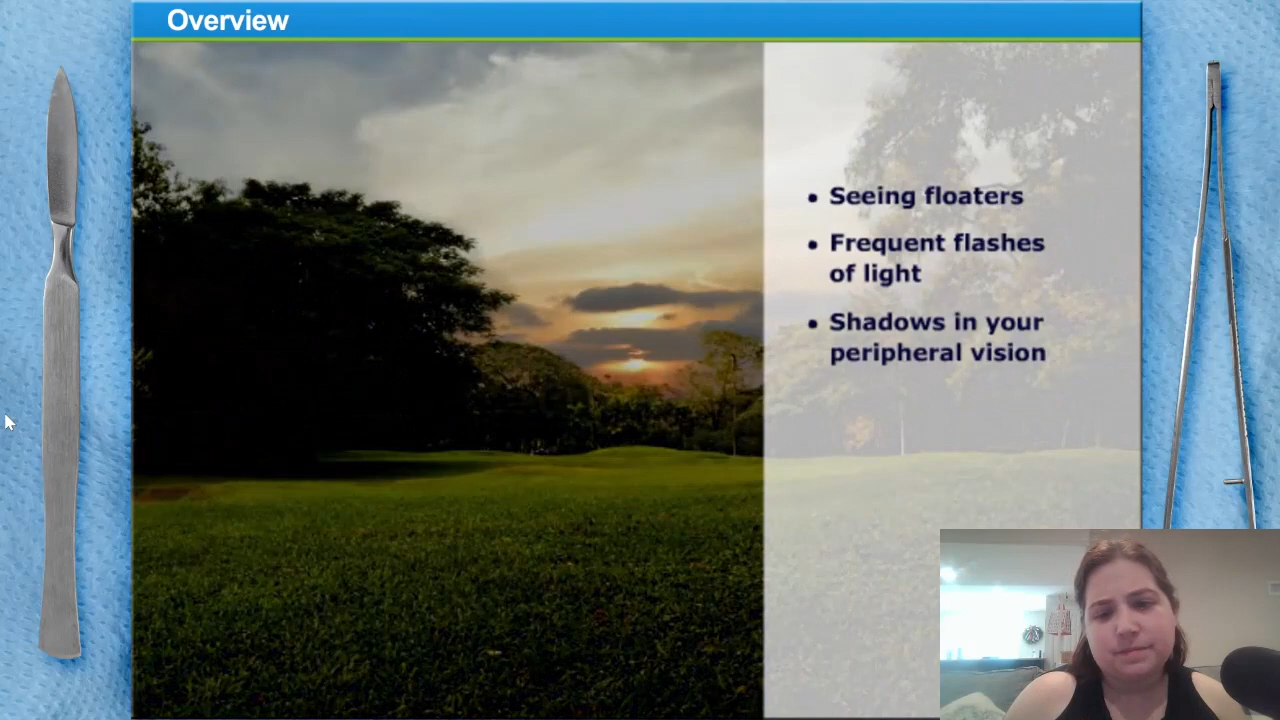 Overview
• Seeing floaters
• Frequent flashes
of light
• Shadows in your
peripheral vision